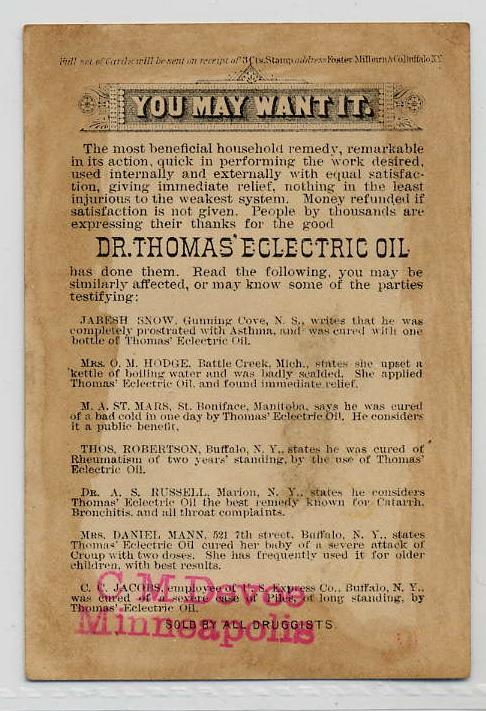 Full set of Cards will be sent on receipt of 3 Cts. Stamp address Foster Milburn & Co Buffalo N.Y.
YOU MAY WANT IT.
The most beneficial household remedy, remarkable
in its action, quick in performing the work desired,
used internally and externally with equal satisfac-
tion, giving immediate relief, nothing in the least
injurious to the weakest system. Money refunded if
satisfaction is not given. People by thousands are
expressing their thanks for the good
DR. THOMAS' ECLECTRIC OIL
has done them. Read the following, you may be
similarly affected, or may know some of the parties
testifying:
JABESH SNOW, Gunning Cove, N. S., writes that he was
completely prostrated with Asthma, and was cured with one
bottle of Thomas' Eclectric Oil.
MRS. O. M. HODGE, Battle Creek, Mich., states she upset a
kettle of boiling water and was badly scalded. She applied
Thomas' Eclectric Oil, and found immediate relief.
M. A. ST. MARS, St. Boniface, Manitoba, says he was cured
of a bad cold in one day by Thomas' Eclectric Oil. He considers
it a public benefit.
THOS. ROBERTSON, Buffalo, N. Y., states he was cured of
Rheumatism of two years' standing, by the use of Thomas'
Eclectric Oil.
DR. A. S. RUSSELL, Marion, N. Y., states he considers
Thomas' Eclectric Oil the best remedy known for Catarrh,
Bronchitis, and all throat complaints.
MRS. DANIEL MANN, 521 7th street, Buffalo, N. Y., states
Thomas' Eclectric Oil cured her baby of a severe attack of
Croup with two doses. She has frequently used it for older
children, with best results.
C. C. JACOBS, employee of U. S. Express Co., Buffalo, N. Y.,
was cured of a severe case of Piles, of long standing, by
Thomas' Eclectric Oil.
C. M. Dawes
Minneapolis
SOLD BY ALL DRUGGISTS